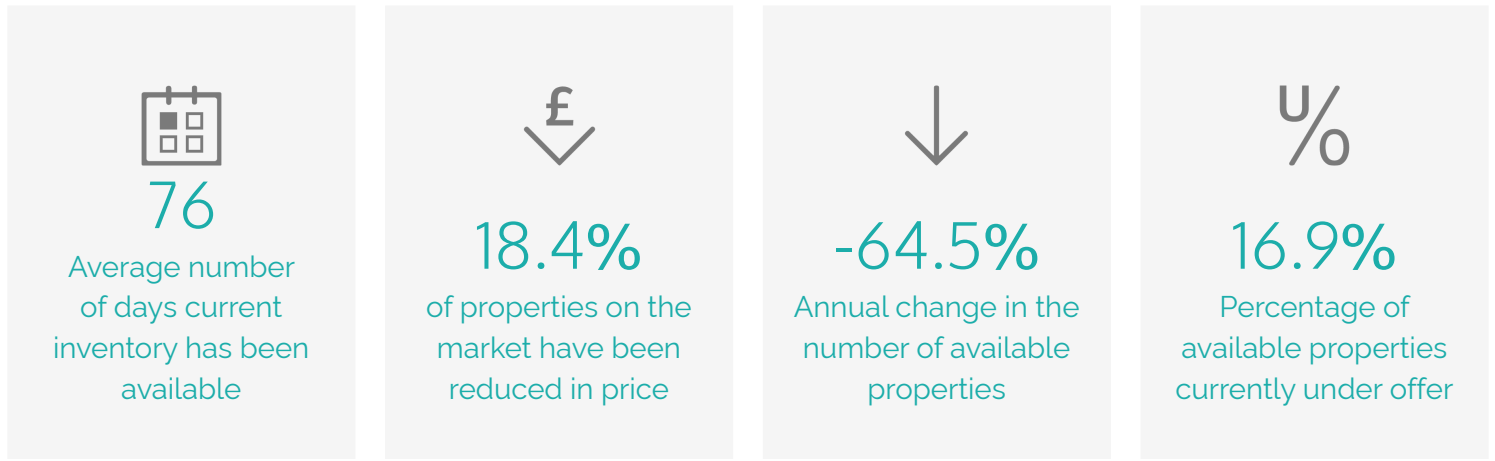 76
Average number
of days current
inventory has been
available
£
18.4%
of properties on the
market have been
reduced in price
-64.5%
Annual change in the
number of available
properties
U/O
16.9%
Percentage of
available properties
currently under offer